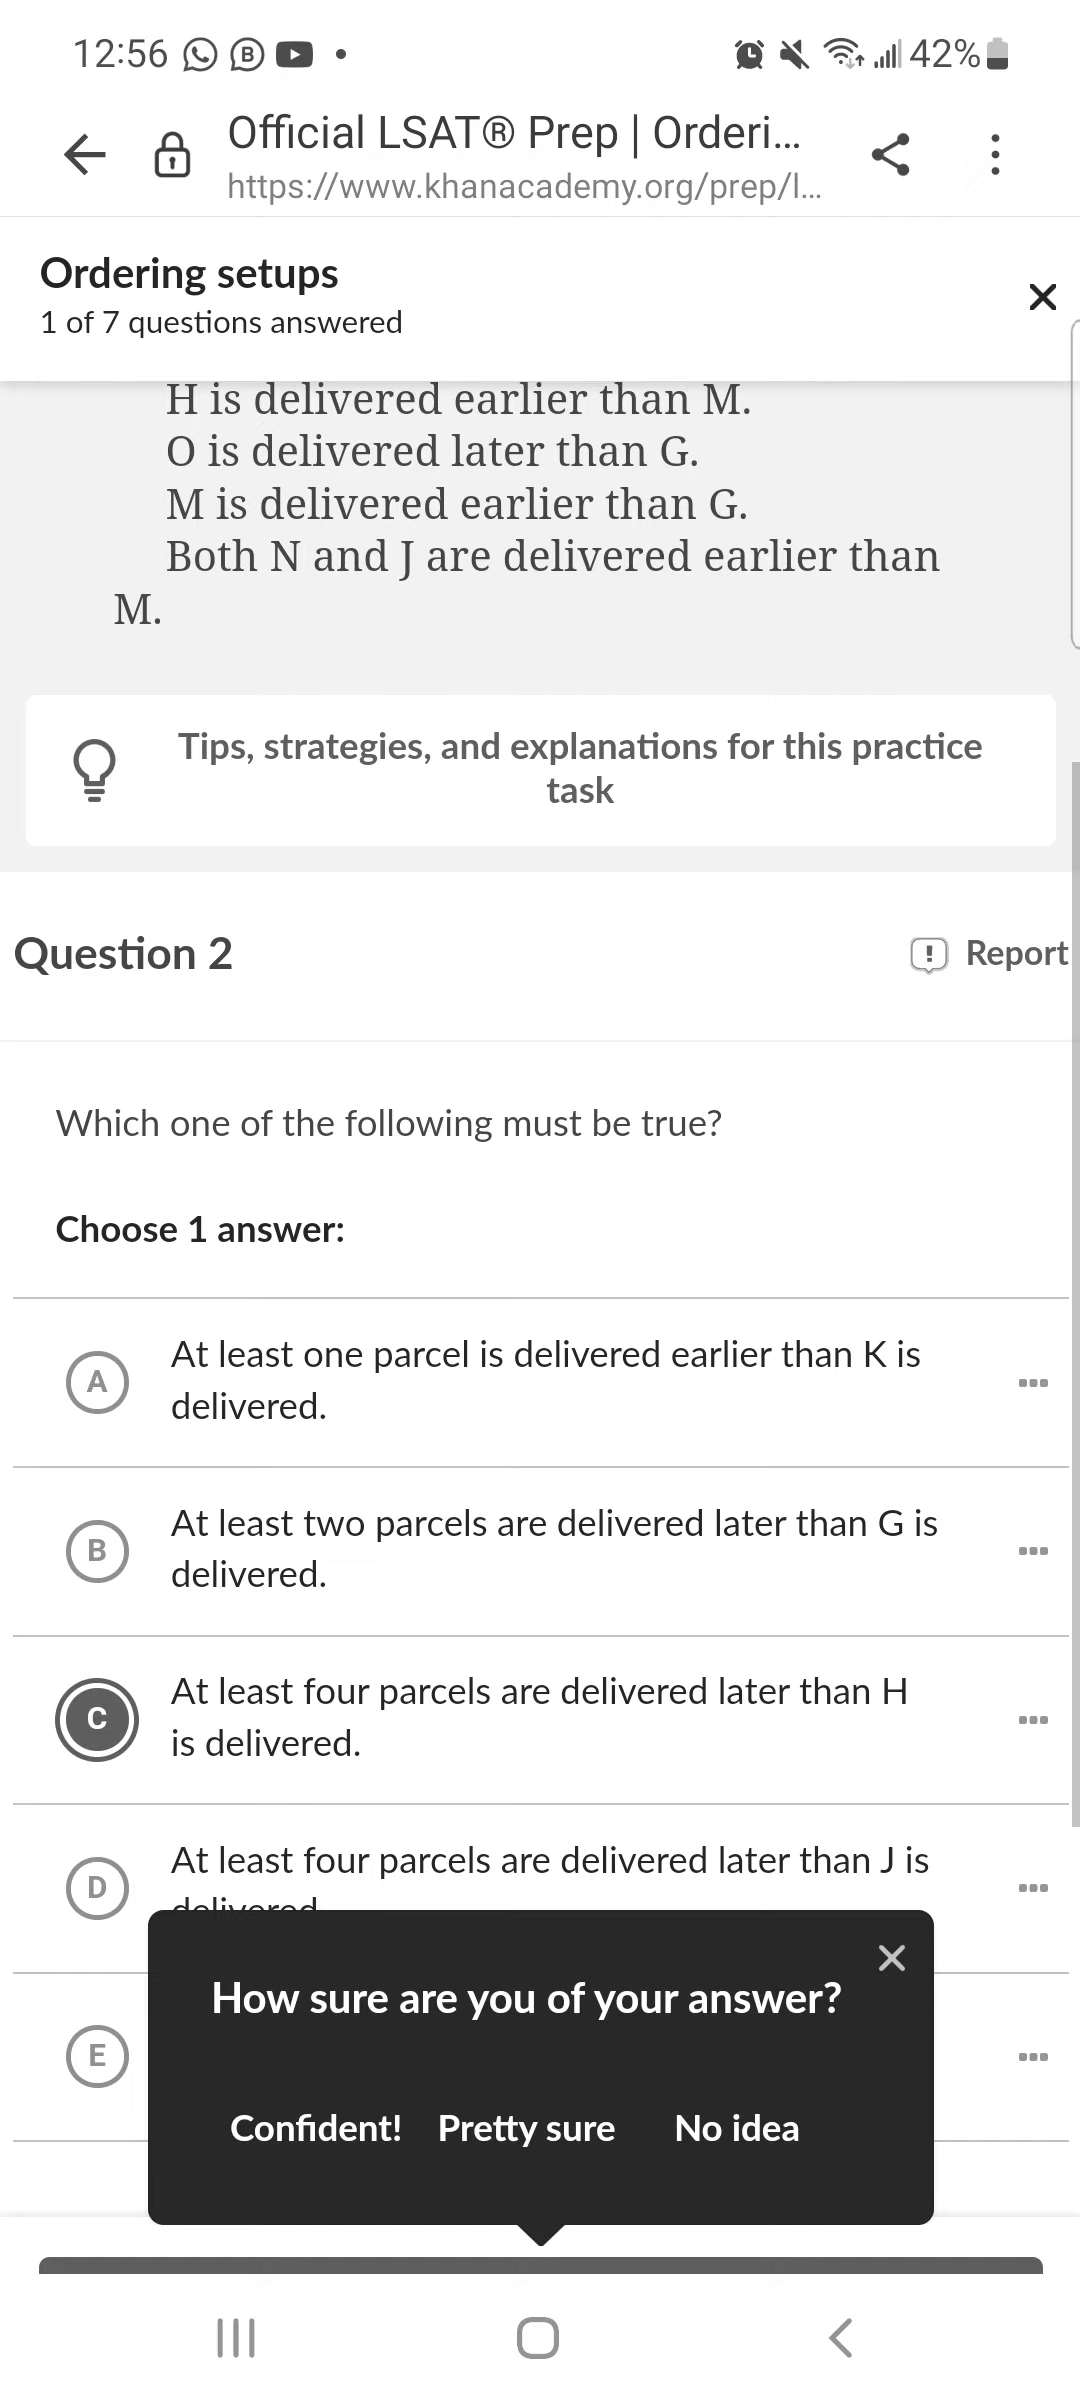 12:56
42%
Official LSAT® Prep | Orderi...
https://www.khanacademy.org/prep/l...
Ordering setups
1 of 7 questions answered
H is delivered earlier than M.
O is delivered later than G.
M is delivered earlier than G.
Both N and J are delivered earlier than
M.
Tips, strategies, and explanations for this practice
task
Question 2
Report
Which one of the following must be true?
Choose 1 answer:
A
At least one parcel is delivered earlier than K is
delivered.
B
At least two parcels are delivered later than G is
delivered.
C
At least four parcels are delivered later than H
is delivered.
D
At least four parcels are delivered later than J is
delivered
E
How sure are you of your answer?
Confident! Pretty sure No idea